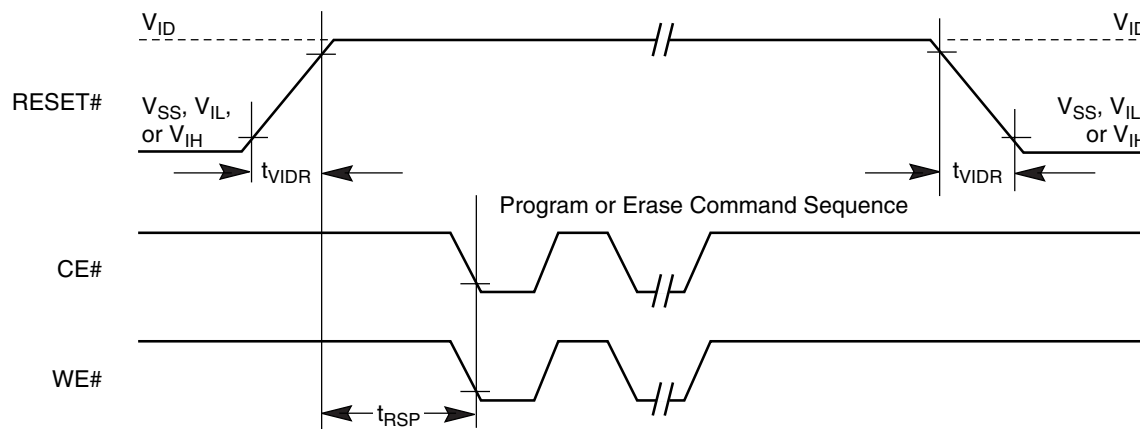 V_ID V_ID
RESET#
V_SS, V_IL,
or V_IH
V_SS, V_IL
or V_IH
t_VIDR t_VIDR
Program or Erase Command Sequence
CE#
WE#
t_RSP